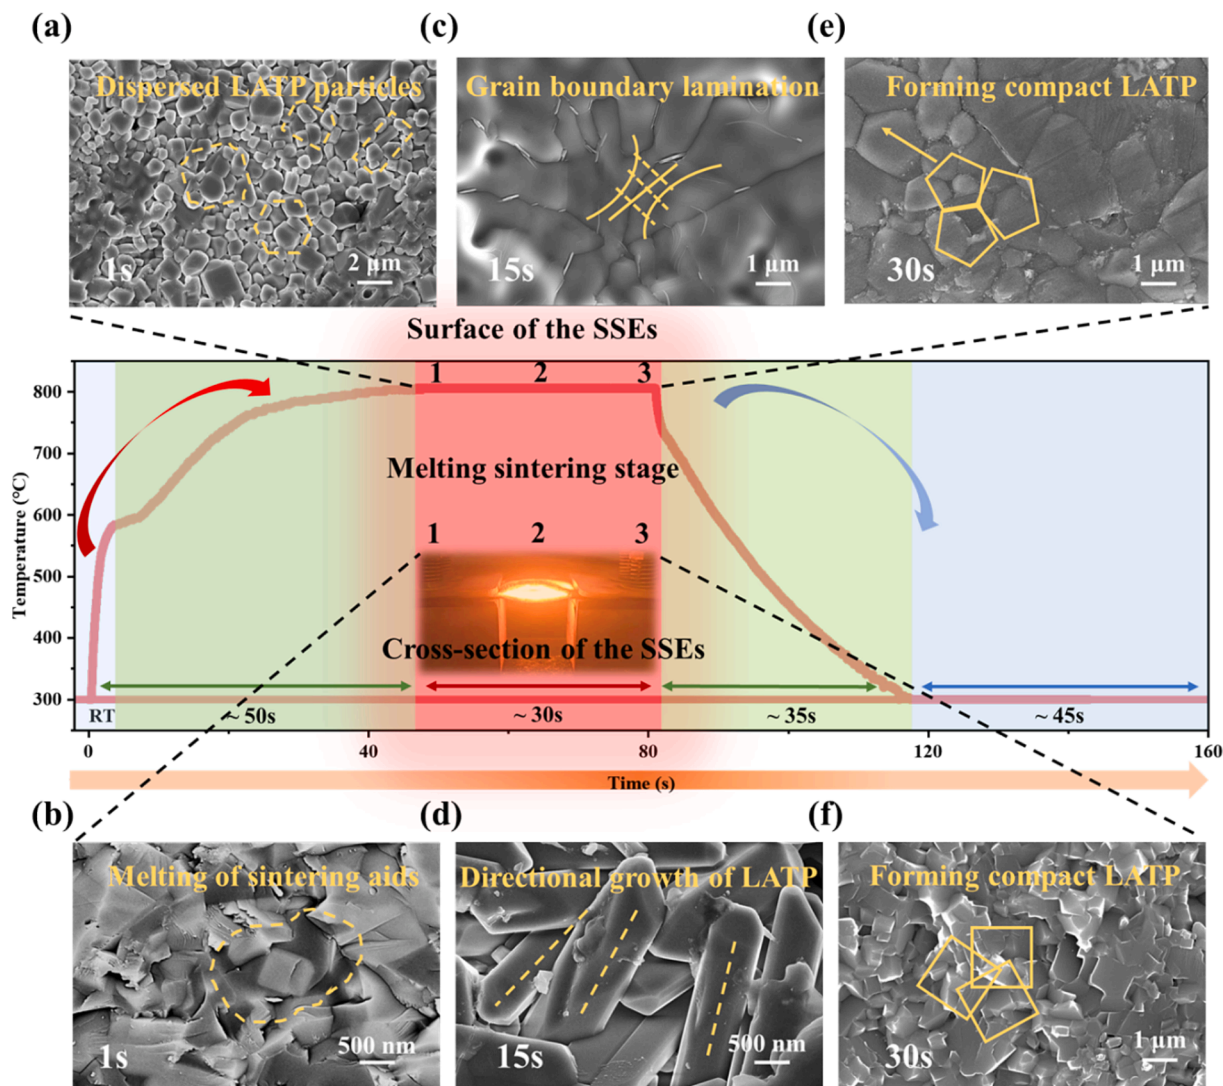 (a)
(c)
(e)
Dispersed LATP particles
Grain boundary lamination
Forming compact LATP
1s
2 μm
15s
1 μm
30s
1 μm
Surface of the SSEs
1
2
3
800
700
600
500
400
300
Temperature (℃)
Melting sintering stage
1
2
3
Cross-section of the SSEs
RT
~ 50s
~ 30s
~ 35s
~ 45s
0
40
80
120
160
Time (s)
(b)
(d)
(f)
Melting of sintering aids
Directional growth of LATP
Forming compact LATP
1s
500 nm
15s
500 nm
30s
1 μm